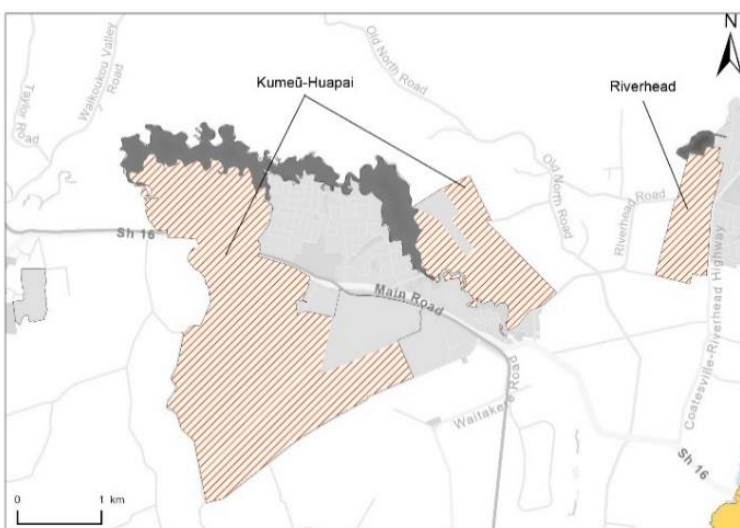 N
Old North Road
Waikoukou Valley
Road
Taylor Road
Kumeū-Huapai
Riverhead
Old North Road
Riverhead Road
Sh 16
Main Road
Coatesville-Riverhead Highway
Waitakere Road
Sh 16
0 1 km